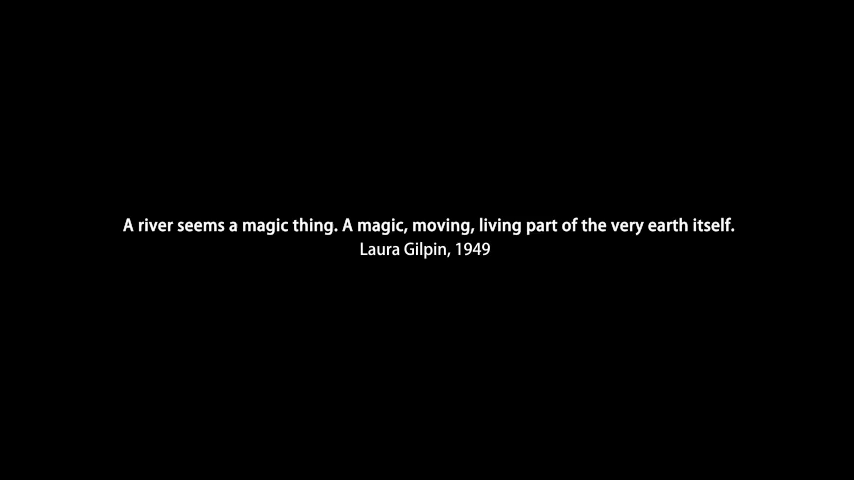 A river seems a magic thing. A magic, moving, living part of the very earth itself.
Laura Gilpin, 1949